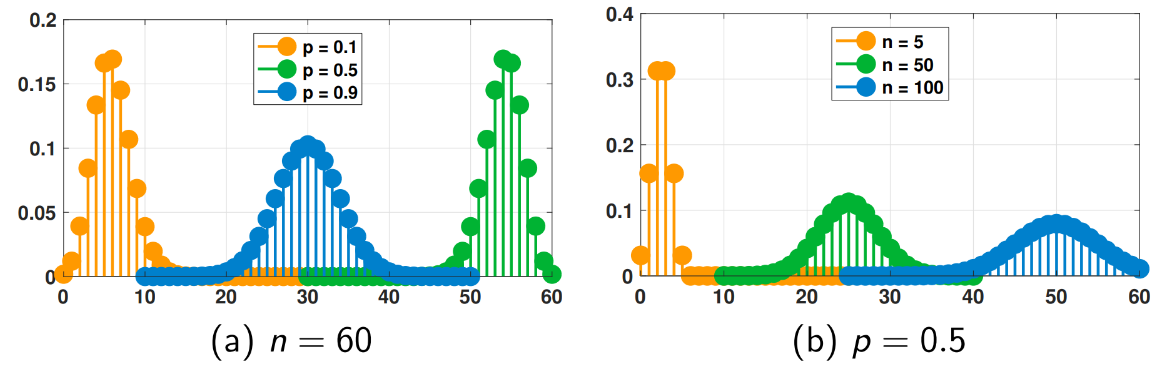 0.2
0.15
0.1
0.05
0
0 10 20 30 40 50 60
p = 0.1
p = 0.5
p = 0.9
(a) n = 60
0.4
0.3
0.2
0.1
0
0 10 20 30 40 50 60
n = 5
n = 50
n = 100
(b) p = 0.5